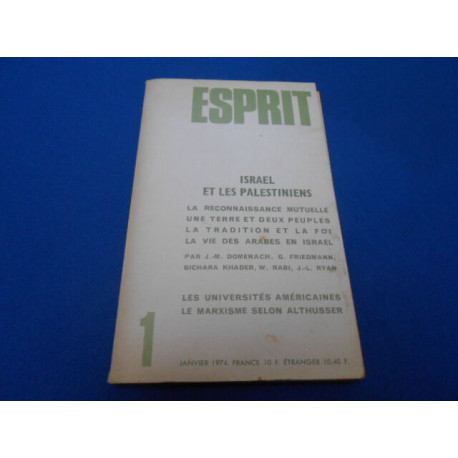 ESPRIT
ISRAEL
ET LES PALESTINIENS
LA RECONNAISSANCE MUTUELLE
UNE TERRE ET DEUX PEUPLES
LA TRADITION ET LA FOI
LA VIE DES ARABES EN ISRAEL
PAR J.-M. DOMENACH, G. FRIEDMANN,
BICHARA KHADER, W. RABI, J.-L. RYAN
LES UNIVERSITÉS AMÉRICAINES
LE MARXISME SELON ALTHUSSER
1
JANVIER 1974. FRANCE 10 F. ÉTRANGER 10,40 F.